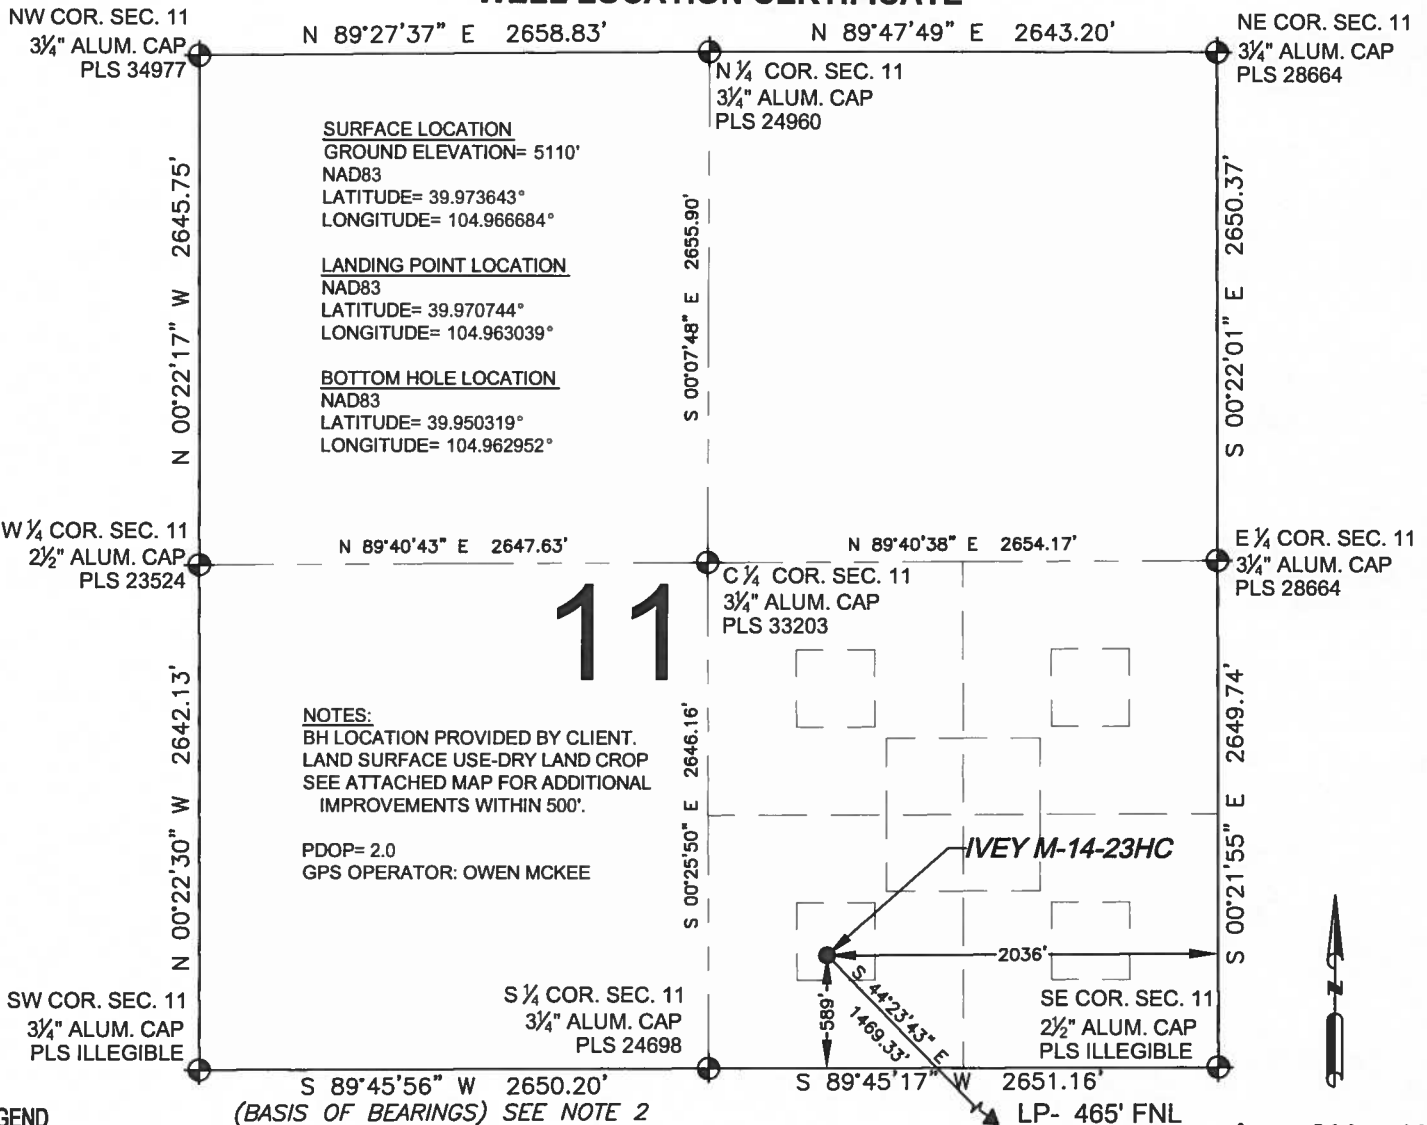 NW COR. SEC. 11
3¼" ALUM. CAP
PLS 34977
N 89°27'37" E 2658.83'
N 89°47'49" E 2643.20'
NE COR. SEC. 11
3¼" ALUM. CAP
PLS 28664
N ¼ COR. SEC. 11
3¼" ALUM. CAP
PLS 24960
SURFACE LOCATION
GROUND ELEVATION= 5110'
NAD83
LATITUDE= 39.973643°
LONGITUDE= 104.966684°
LANDING POINT LOCATION
NAD83
LATITUDE= 39.970744°
LONGITUDE= 104.963039°
BOTTOM HOLE LOCATION
NAD83
LATITUDE= 39.950319°
LONGITUDE= 104.962952°
N 00°22'17" W 2645.75'
S 00°07'48" E 2655.90'
S 00°22'01" E 2650.37'
W ¼ COR. SEC. 11
2½" ALUM. CAP
PLS 23524
N 89°40'43" E 2647.63'
N 89°40'38" E 2654.17'
E ¼ COR. SEC. 11
3¼" ALUM. CAP
PLS 28664
C ¼ COR. SEC. 11
3¼" ALUM. CAP
PLS 33203
11
NOTES:
BH LOCATION PROVIDED BY CLIENT.
LAND SURFACE USE-DRY LAND CROP
SEE ATTACHED MAP FOR ADDITIONAL
IMPROVEMENTS WITHIN 500'.
PDOP= 2.0
GPS OPERATOR: OWEN MCKEE
N 00°22'30" W 2642.13'
S 00°25'50" E 2646.16'
S 00°21'55" E 2649.74'
IVEY M-14-23HC
2036'
589'
S 44°23'43" E
1469.33'
N
SW COR. SEC. 11
3¼" ALUM. CAP
PLS ILLEGIBLE
S ¼ COR. SEC. 11
3¼" ALUM. CAP
PLS 24698
SE COR. SEC. 11
2½" ALUM. CAP
PLS ILLEGIBLE
S 89°45'56" W 2650.20'
S 89°45'17" W 2651.16'
(BASIS OF BEARINGS) SEE NOTE 2
LP- 465' FNL